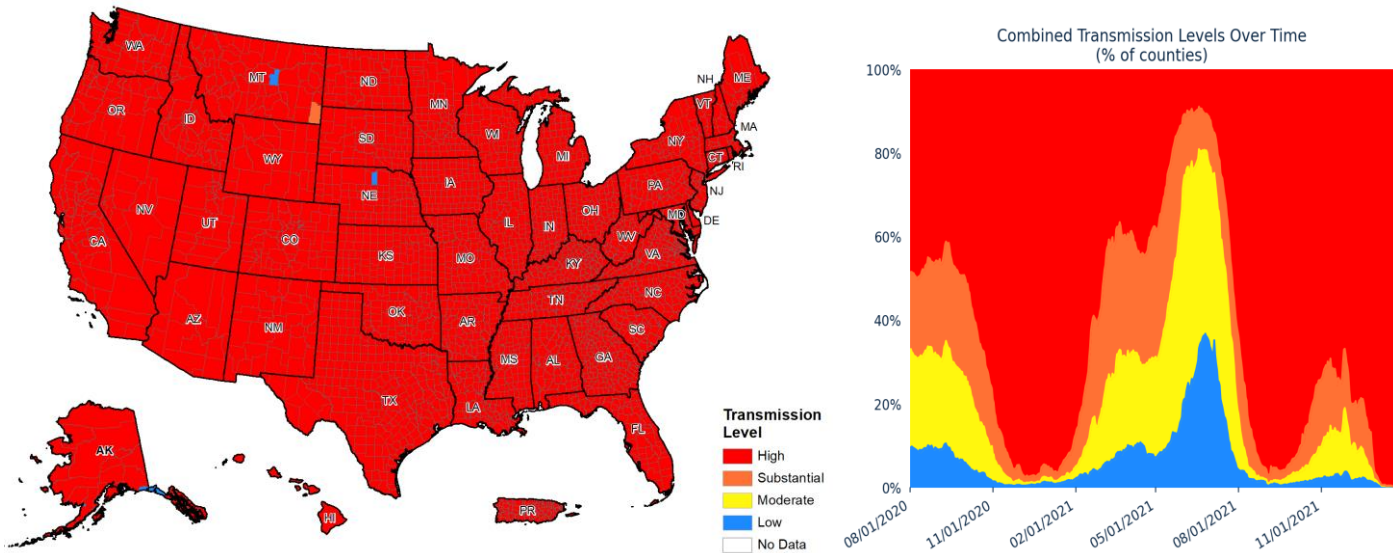 WA
MT
ND
MN
ME
NH
VT
OR
ID
SD
WI
NY
MA
MI
CT
RI
WY
IA
PA
NJ
NE
NV
UT
IL
IN
OH
MD
DE
CA
CO
WV
KS
MO
VA
KY
NC
TN
AZ
NM
OK
AR
SC
MS
AL
GA
TX
LA
FL
AK
HI
PR
Transmission
Level
High
Substantial
Moderate
Low
No Data
Combined Transmission Levels Over Time
(% of counties)
100%
80%
60%
40%
20%
0%
08/01/2020
11/01/2020
02/01/2021
05/01/2021
08/01/2021
11/01/2021